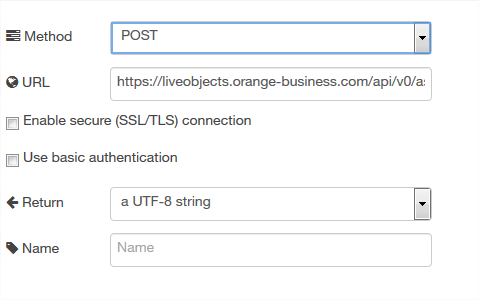 Method
POST
URL
https://liveobjects.orange-business.com/api/v0/as
Enable secure (SSL/TLS) connection
Use basic authentication
Return
a UTF-8 string
Name
Name